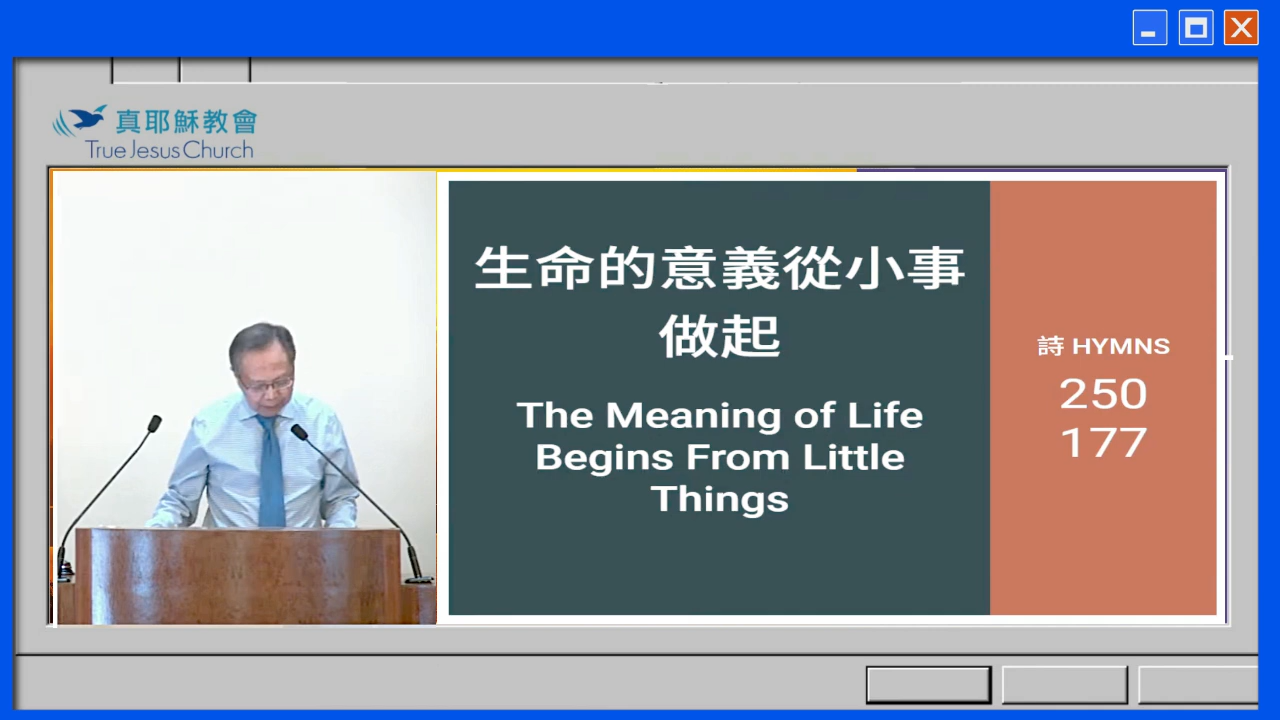 真耶穌教會
True Jesus Church
生命的意義從小事
做起
The Meaning of Life
Begins From Little
Things
詩 HYMNS
250
177